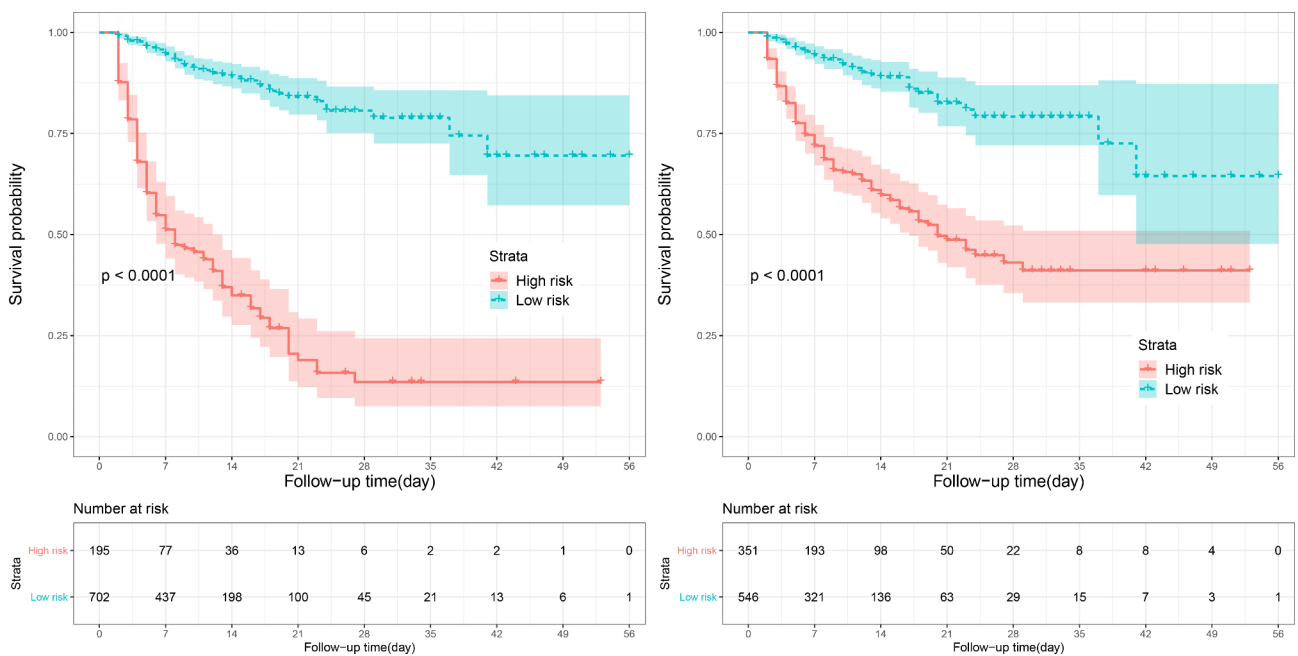 1.00
0.75
0.50
0.25
0.00
Survival probability
p < 0.0001
Strata
High risk
Low risk
0 7 14 21 28 35 42 49 56
Follow-up time(day)
Number at risk
Strata
High risk 195 77 36 13 6 2 2 1 0
Low risk 702 437 198 100 45 21 13 6 1
0 7 14 21 28 35 42 49 56
Follow-up time(day)
1.00
0.75
0.50
0.25
0.00
Survival probability
p < 0.0001
Strata
High risk
Low risk
0 7 14 21 28 35 42 49 56
Follow-up time(day)
Number at risk
Strata
High risk 351 193 98 50 22 8 8 4 0
Low risk 546 321 136 63 29 15 7 3 1
0 7 14 21 28 35 42 49 56
Follow-up time(day)